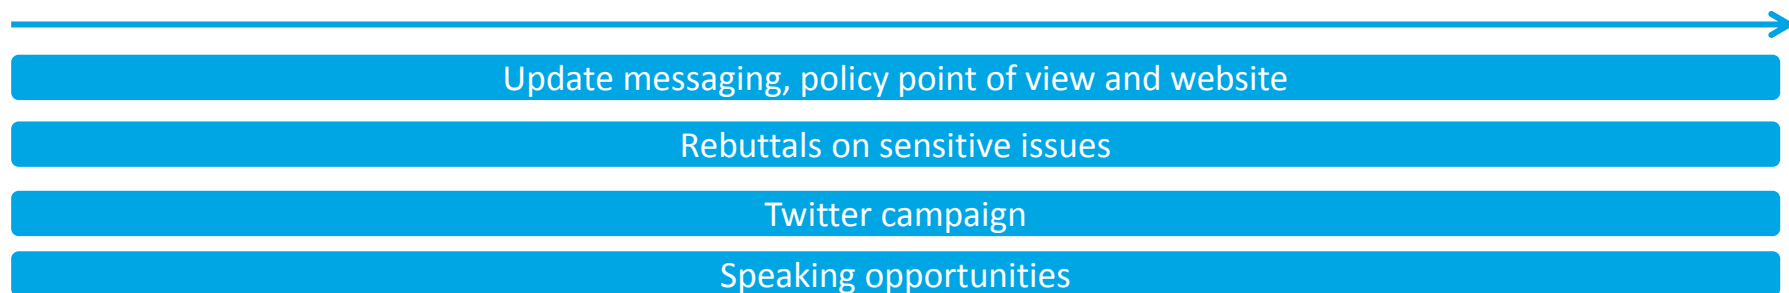 Update messaging, policy point of view and website
Rebuttals on sensitive issues
Twitter campaign
Speaking opportunities